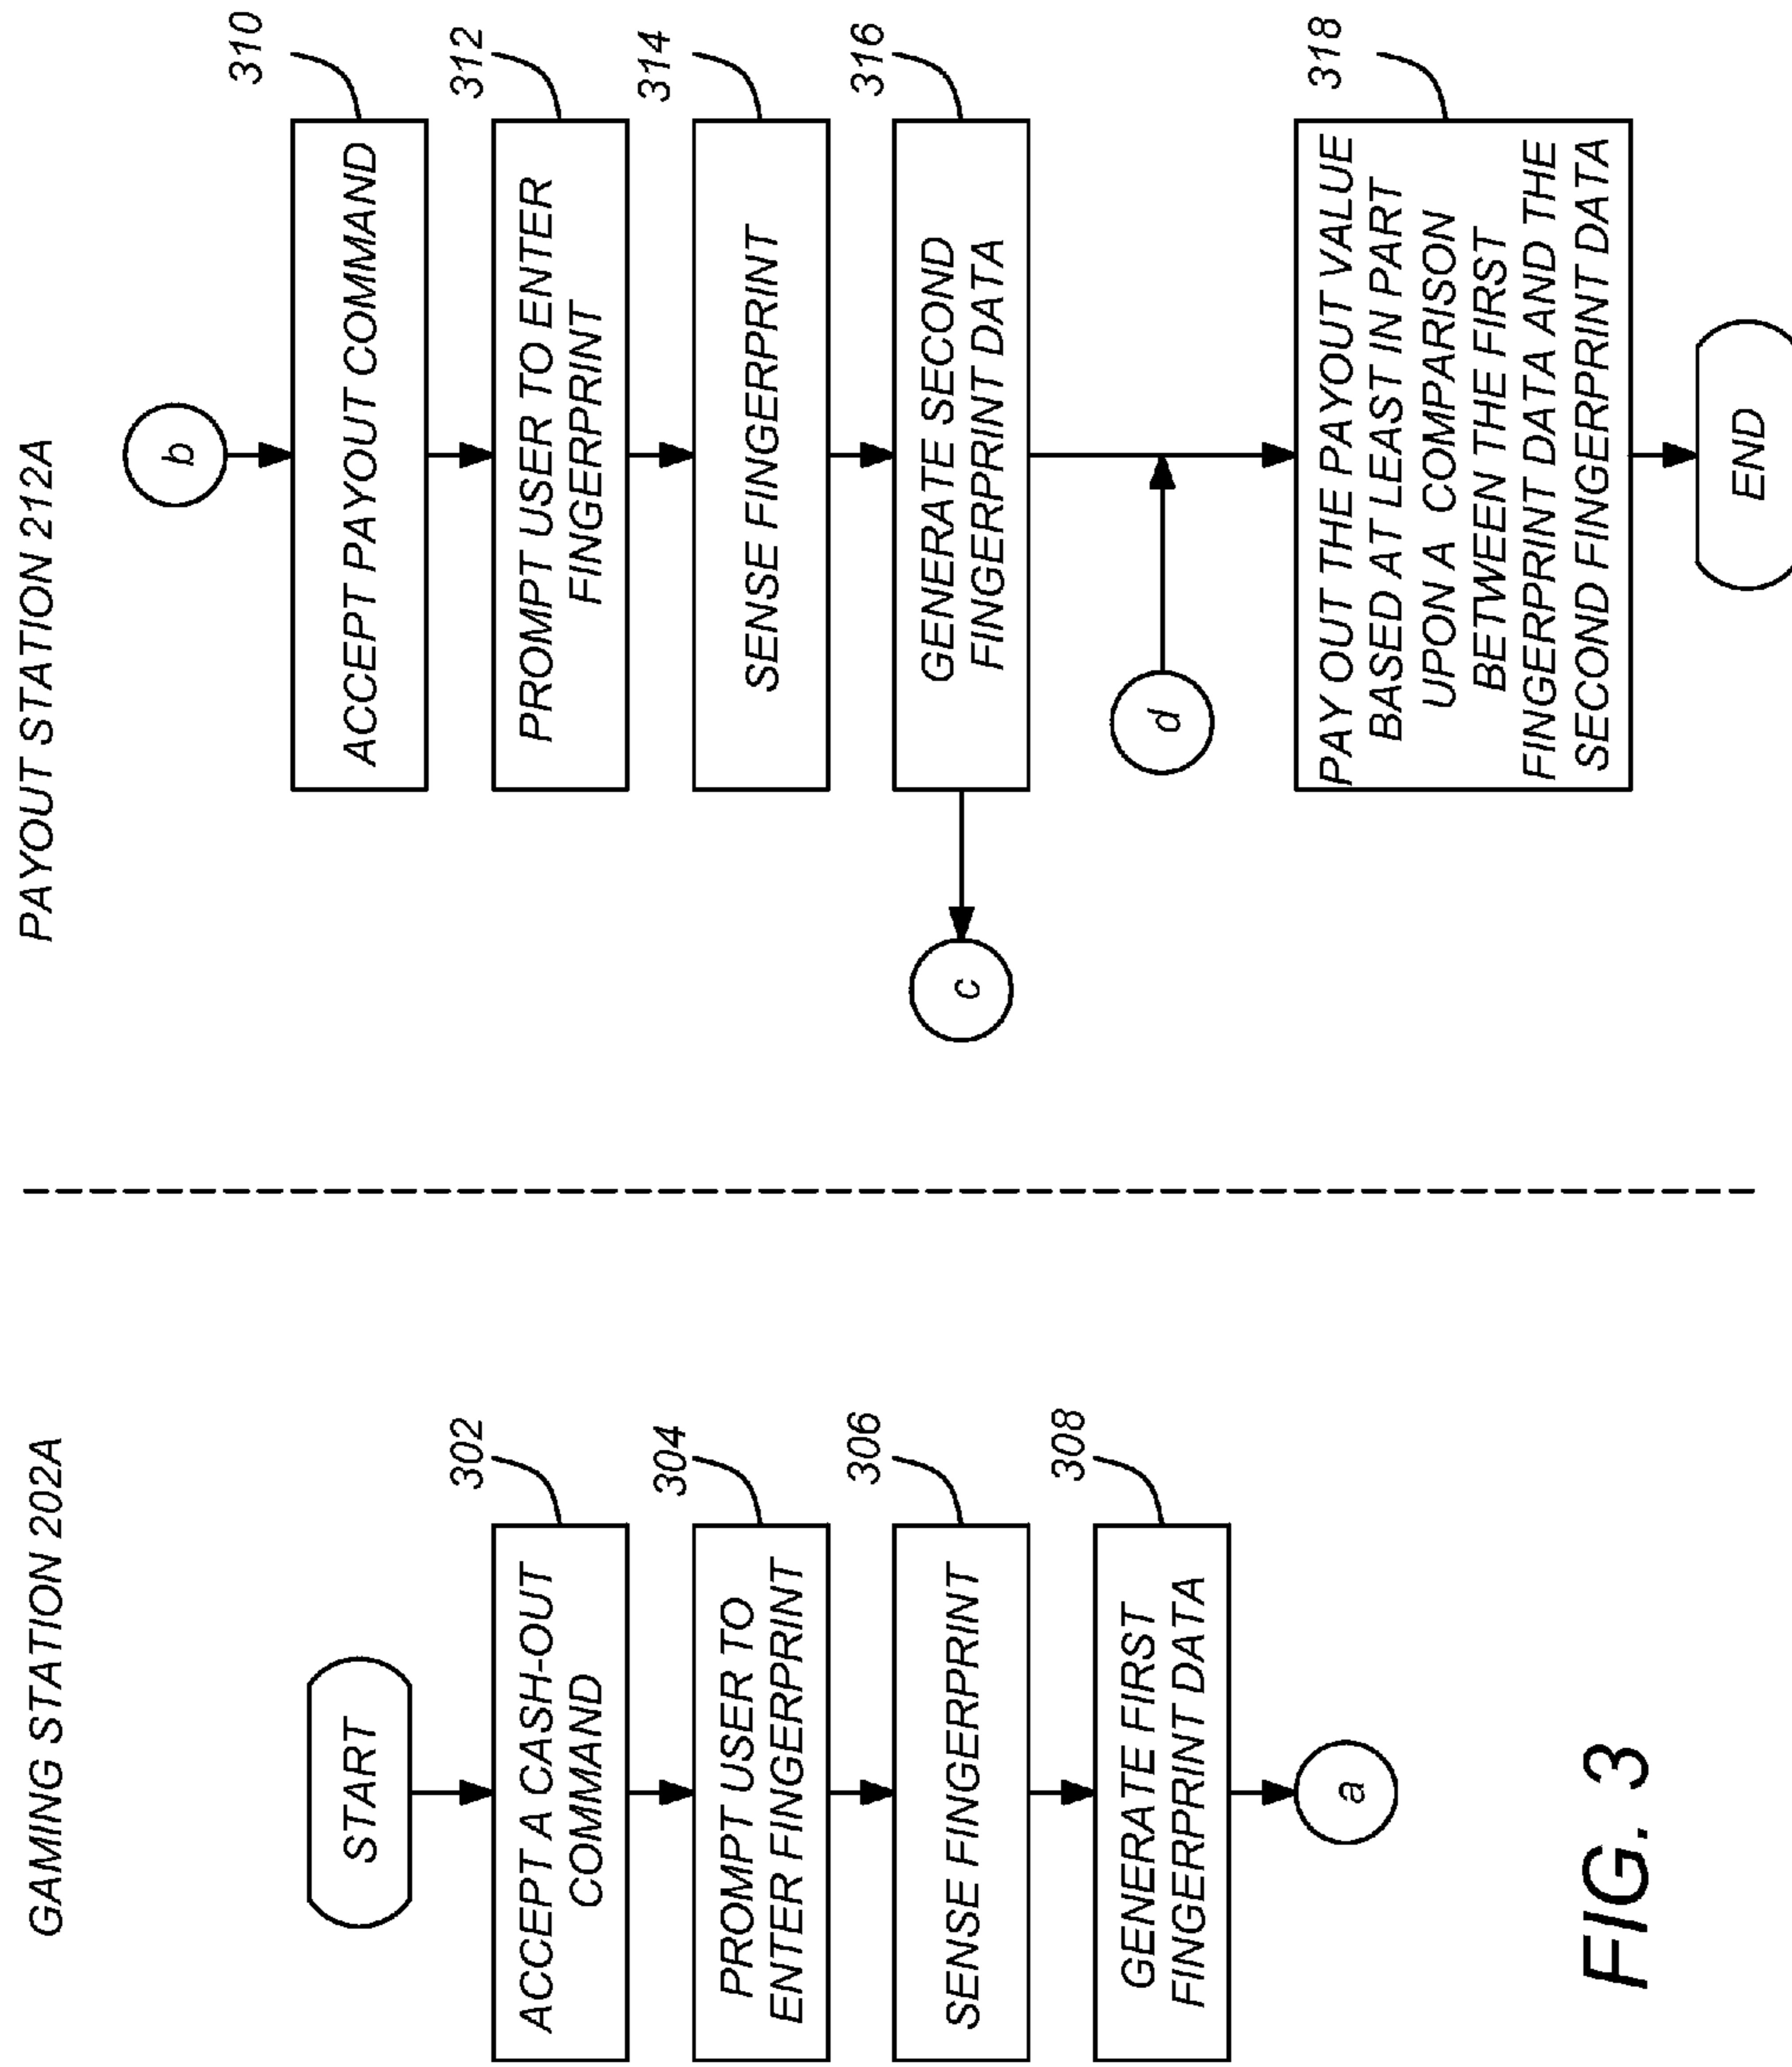 GAMING STATION 202A
START
302
ACCEPT A CASH-OUT
COMMAND
304
PROMPT USER TO
ENTER FINGERPRINT
306
SENSE FINGERPRINT
308
GENERATE FIRST
FINGERPRINT DATA
a
PAYOUT STATION 212A
b
310
ACCEPT PAYOUT COMMAND
312
PROMPT USER TO ENTER
FINGERPRINT
314
SENSE FINGERPRINT
316
GENERATE SECOND
FINGERPRINT DATA
c
d
318
PAY OUT THE PAYOUT VALUE
BASED AT LEAST IN PART
UPON A COMPARISON
BETWEEN THE FIRST
FINGERPRINT DATA AND THE
SECOND FINGERPRINT DATA
END
FIG. 3